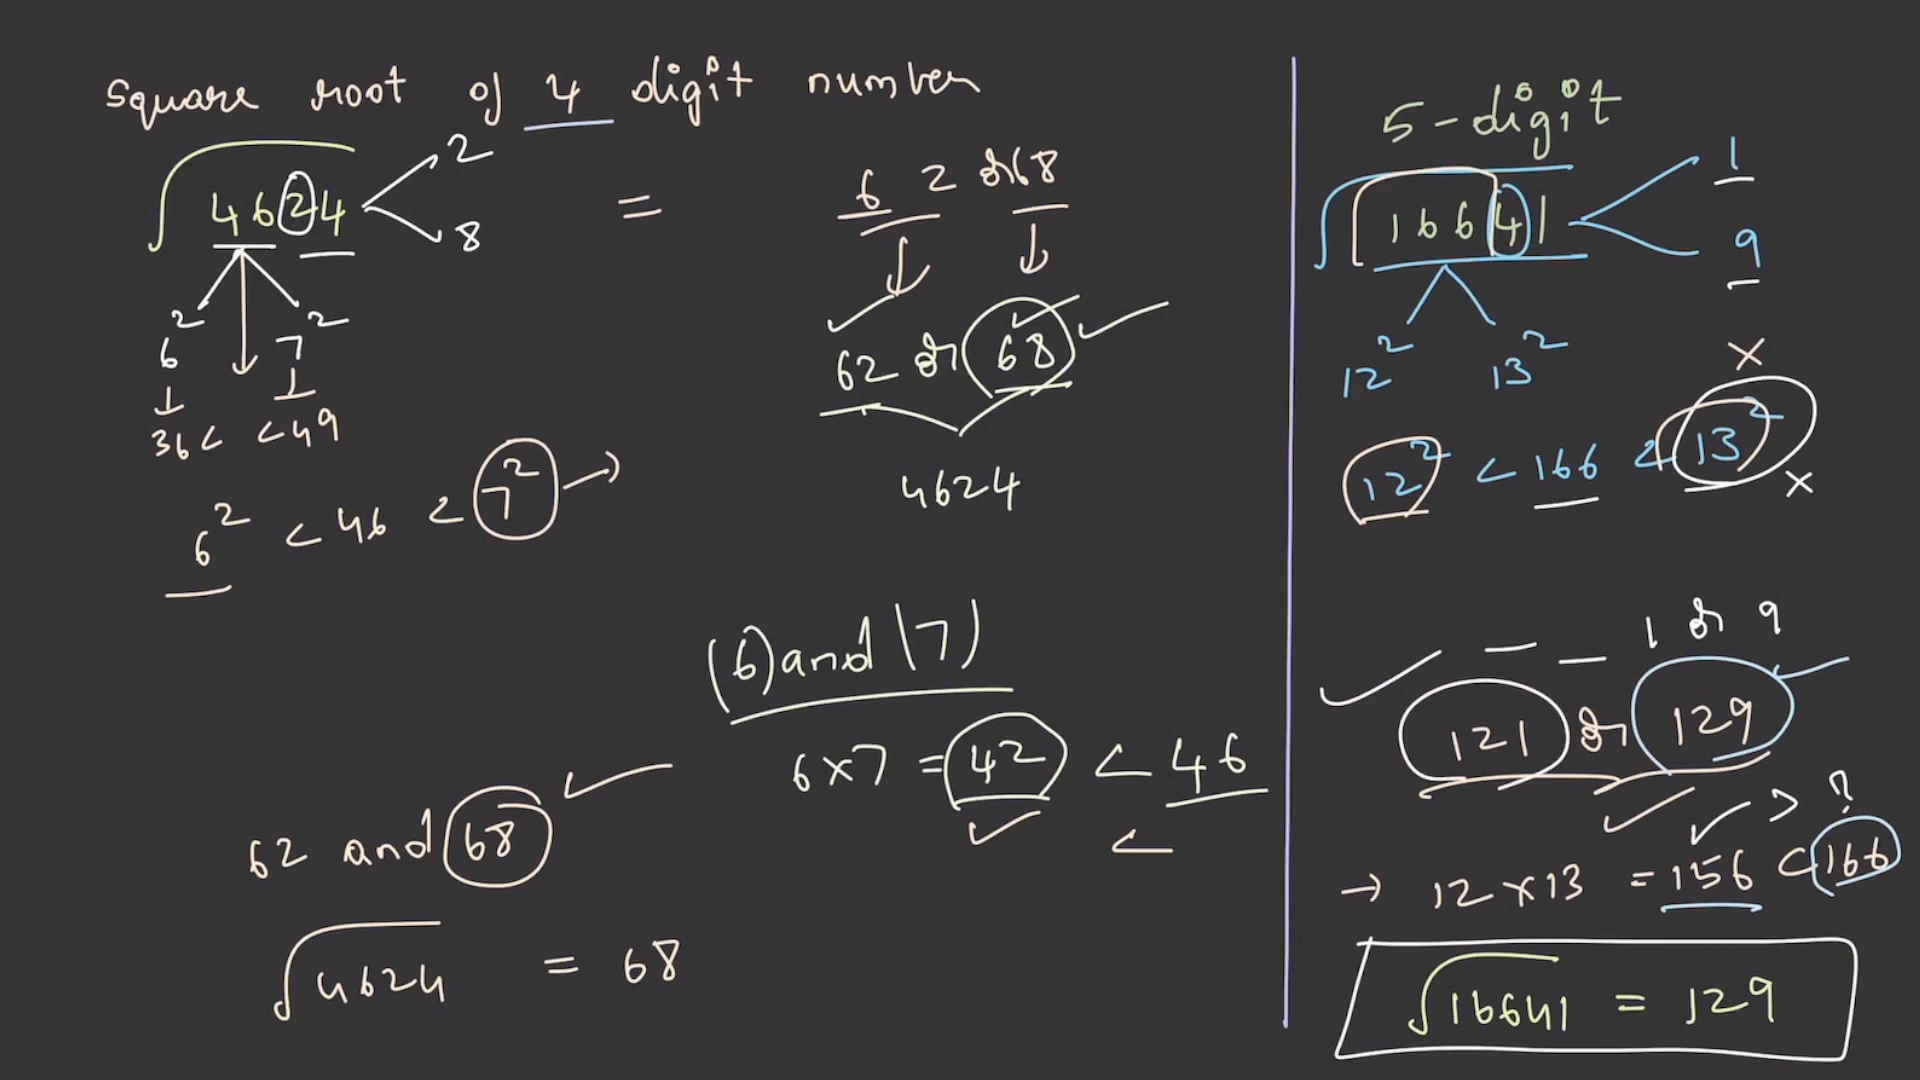 Square root of 4 digit number
√4624
2
8
= 6 2 or 68
6² 7²
36 < < 49
62 or 68
4624
6² < 46 < 7² →
(6) and (7)
6 × 7 = 42 < 46
<
62 and 68
√4624 = 68
5-digit
√16641
1
9
12² 13²
×
12² < 166 < 13²
×
_ _ 1 or 9
121 or 129
> ?
→ 12 × 13 = 156 < 166
√16641 = 129